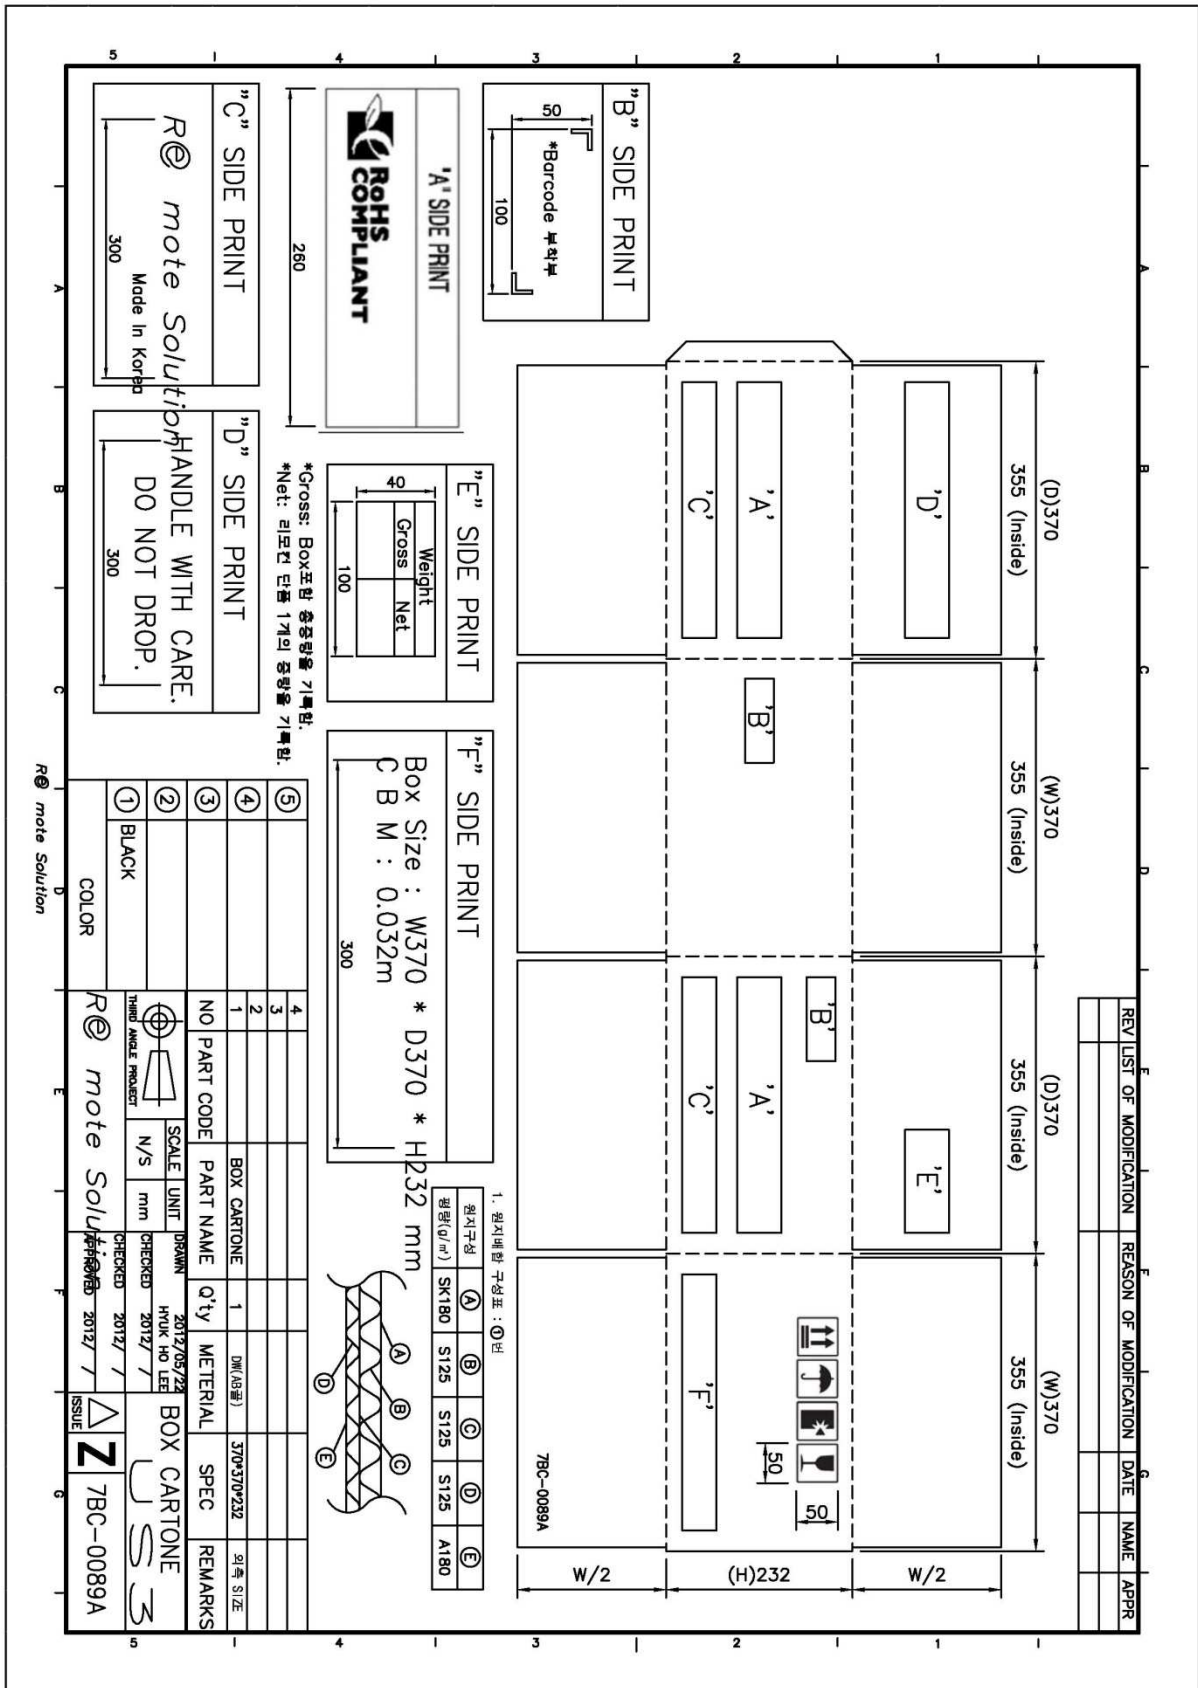 REV LIST OF MODIFICATION REASON OF MODIFICATION DATE NAME APPR
5 4 3 2 1
A B C D E F G
(D)370 (W)370 (D)370 (W)370
355 (Inside) 355 (Inside) 355 (Inside) 355 (Inside)
'D' 'E'
W/2
'A' 'B' 'B' 'A'
'C' 'C' 'F'
50
50
(H)232
7BC-0089A
W/2
"B" SIDE PRINT
50
*Barcode 부착부
100
'A' SIDE PRINT
RoHS
COMPLIANT
260
"C" SIDE PRINT
R@ mote Solution
Made In Korea
300
"D" SIDE PRINT
HANDLE WITH CARE.
DO NOT DROP.
300
"E" SIDE PRINT
Weight
Gross Net
40
100
*Gross: Box포함 총중량을 기록함.
*Net: 리모컨 단품 1개의 중량을 기록함.
"F" SIDE PRINT
Box Size : W370 * D370 * H232 mm
C B M : 0.032m
300
1. 원지배합 구성표 : ①번
원지구성 Ⓐ Ⓑ Ⓒ Ⓓ Ⓔ
평량(g/㎡) SK180 S125 S125 S125 A180
Ⓐ Ⓑ Ⓒ
Ⓓ Ⓔ
⑤
④
③
②
① BLACK
COLOR
4
3
2
1 BOX CARTONE 1 DW(AB골) 370*370*232 외측 SIZE
NO PART CODE PART NAME Q'ty METERIAL SPEC REMARKS
THIRD ANGLE PROJECT
SCALE UNIT
N/S mm
DRAWN 2012/05/22
HYUK HO LEE
CHECKED 2012/ /
CHECKED 2012/ /
APPROVED 2012/ /
BOX CARTONE
US3
R@ mote Solution
ISSUE Z 7BC-0089A
R@ mote Solution